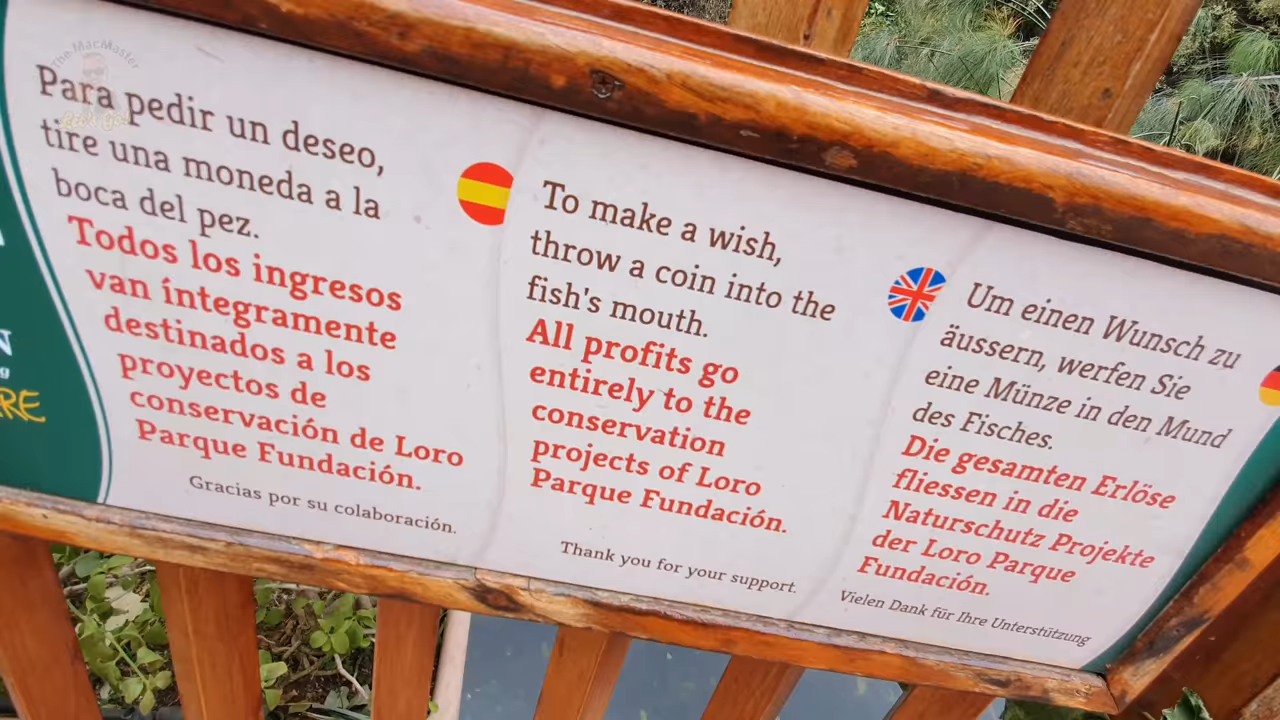 The MacMaster
Let's Go!
Para pedir un deseo,
tire una moneda a la
boca del pez.
Todos los ingresos
van íntegramente
destinados a los
proyectos de
conservación de Loro
Parque Fundación.
Gracias por su colaboración.
To make a wish,
throw a coin into the
fish's mouth.
All profits go
entirely to the
conservation
projects of Loro
Parque Fundación.
Thank you for your support.
Um einen Wunsch zu
äussern, werfen Sie
eine Münze in den Mund
des Fisches.
Die gesamten Erlöse
fliessen in die
Naturschutz Projekte
der Loro Parque
Fundación.
Vielen Dank für Ihre Unterstützung